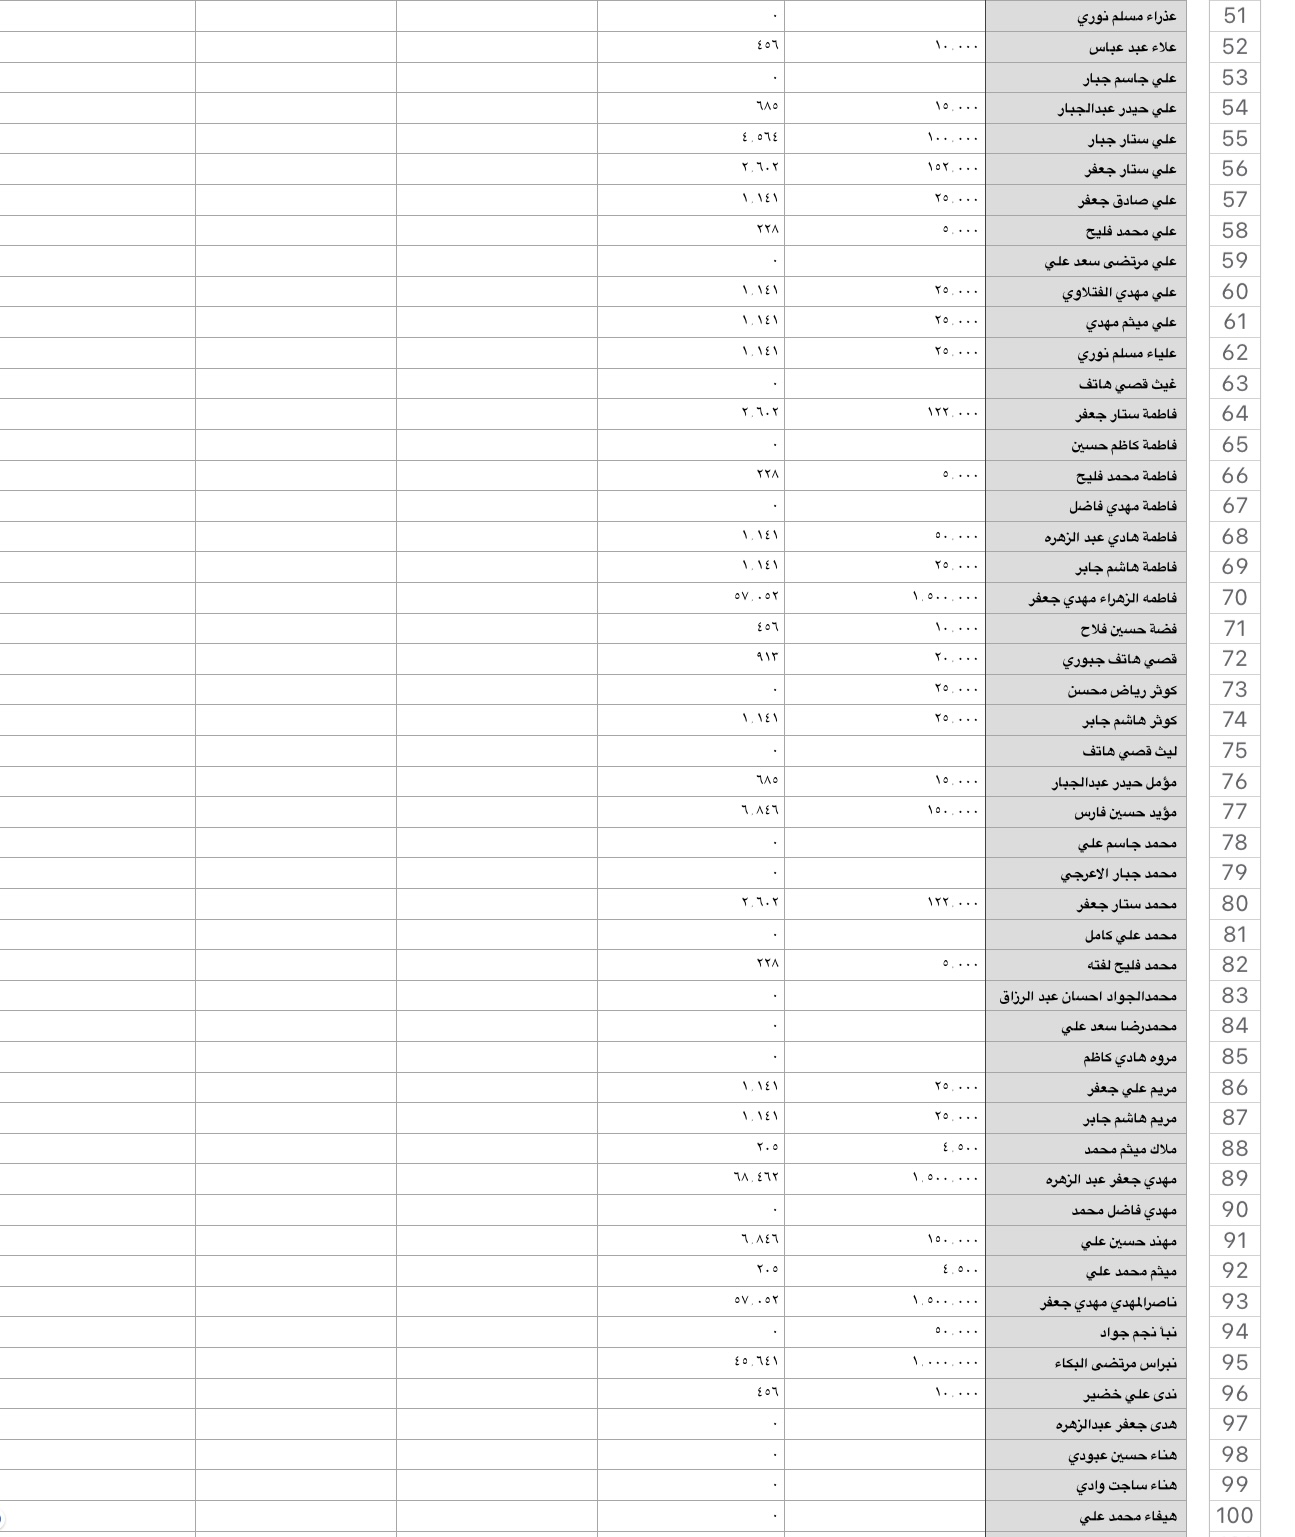 51 عذراء مسلم نوري ٠
52 علاء عبد عباس ١٠.٠٠٠ ٤٥٦
53 علي جاسم جبار ٠
54 علي حيدر عبدالجبار ١٥.٠٠٠ ٦٨٥
55 علي ستار جبار ١٠٠.٠٠٠ ٤.٥٦٤
56 علي ستار جعفر ١٥٢.٠٠٠ ٢.٦٠٢
57 علي صادق جعفر ٢٥.٠٠٠ ١.١٤١
58 علي محمد فليح ٥.٠٠٠ ٢٢٨
59 علي مرتضى سعد علي ٠
60 علي مهدي الفتلاوي ٢٥.٠٠٠ ١.١٤١
61 علي ميثم مهدي ٢٥.٠٠٠ ١.١٤١
62 علياء مسلم نوري ٢٥.٠٠٠ ١.١٤١
63 غيث قصي هاتف ٠
64 فاطمة ستار جعفر ١٢٢.٠٠٠ ٢.٦٠٢
65 فاطمة كاظم حسين ٠
66 فاطمة محمد فليح ٥.٠٠٠ ٢٢٨
67 فاطمة مهدي فاضل ٠
68 فاطمة هادي عبد الزهره ٥٠.٠٠٠ ١.١٤١
69 فاطمة هاشم جابر ٢٥.٠٠٠ ١.١٤١
70 فاطمه الزهراء مهدي جعفر ١.٥٠٠.٠٠٠ ٥٧.٠٥٢
71 فضة حسين فلاح ١٠.٠٠٠ ٤٥٦
72 قصي هاتف جبوري ٢٠.٠٠٠ ٩١٣
73 كوثر رياض محسن ٢٥.٠٠٠ ٠
74 كوثر هاشم جابر ٢٥.٠٠٠ ١.١٤١
75 ليث قصي هاتف ٠
76 مؤمل حيدر عبدالجبار ١٥.٠٠٠ ٦٨٥
77 مؤيد حسين فارس ١٥٠.٠٠٠ ٦.٨٤٦
78 محمد جاسم علي ٠
79 محمد جبار الاعرجي ٠
80 محمد ستار جعفر ١٢٢.٠٠٠ ٢.٦٠٢
81 محمد علي كامل ٠
82 محمد فليح لفته ٥.٠٠٠ ٢٢٨
83 محمدالجواد احسان عبد الرزاق ٠
84 محمدرضا سعد علي ٠
85 مروه هادي كاظم ٠
86 مريم علي جعفر ٢٥.٠٠٠ ١.١٤١
87 مريم هاشم جابر ٢٥.٠٠٠ ١.١٤١
88 ملاك ميثم محمد ٤.٥٠٠ ٢٠٥
89 مهدي جعفر عبد الزهره ١.٥٠٠.٠٠٠ ٦٨.٤٦٢
90 مهدي فاضل محمد ٠
91 مهند حسين علي ١٥٠.٠٠٠ ٦.٨٤٦
92 ميثم محمد علي ٤.٥٠٠ ٢٠٥
93 ناصرالمهدي مهدي جعفر ١.٥٠٠.٠٠٠ ٥٧.٠٥٢
94 نبأ نجم جواد ٥٠.٠٠٠ ٠
95 نبراس مرتضى البكاء ١.٠٠٠.٠٠٠ ٤٥.٦٤١
96 ندى علي خضير ١٠.٠٠٠ ٤٥٦
97 هدى جعفر عبدالزهره ٠
98 هناء حسين عبودي ٠
99 هناء ساجت وادي ٠
100 هيفاء محمد علي ٠